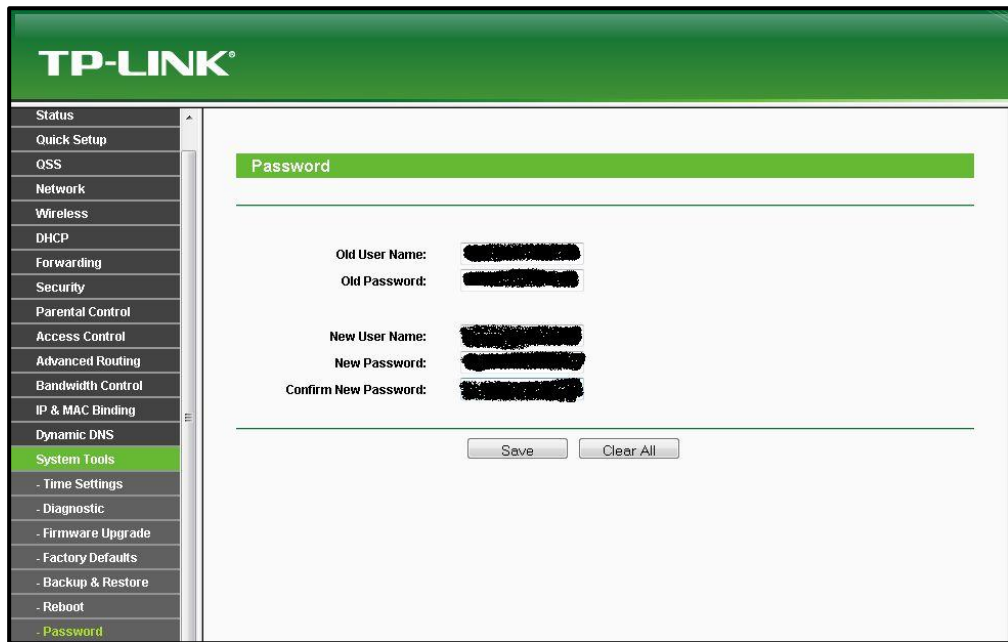 TP-LINK®
Status
Quick Setup
QSS
Network
Wireless
DHCP
Forwarding
Security
Parental Control
Access Control
Advanced Routing
Bandwidth Control
IP & MAC Binding
Dynamic DNS
System Tools
- Time Settings
- Diagnostic
- Firmware Upgrade
- Factory Defaults
- Backup & Restore
- Reboot
- Password
Password
Old User Name:
Old Password:
New User Name:
New Password:
Confirm New Password:
Save Clear All